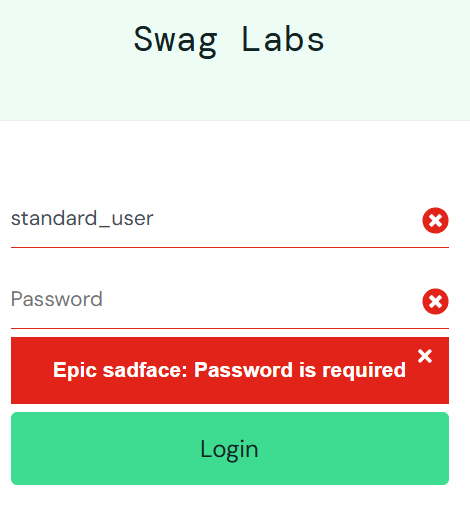 Swag Labs
standard_user
Password
Epic sadface: Password is required
Login